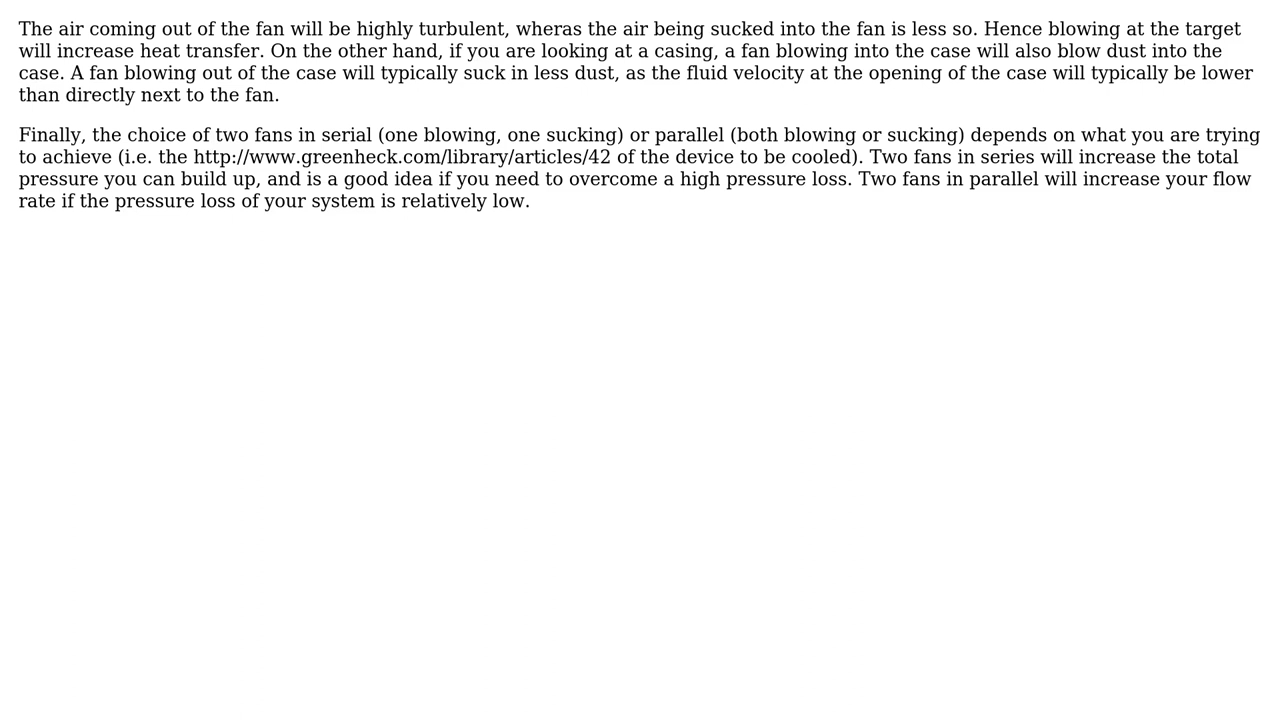 The air coming out of the fan will be highly turbulent, wheras the air being sucked into the fan is less so. Hence blowing at the target
will increase heat transfer. On the other hand, if you are looking at a casing, a fan blowing into the case will also blow dust into the
case. A fan blowing out of the case will typically suck in less dust, as the fluid velocity at the opening of the case will typically be lower
than directly next to the fan.
Finally, the choice of two fans in serial (one blowing, one sucking) or parallel (both blowing or sucking) depends on what you are trying
to achieve (i.e. the http://www.greenheck.com/library/articles/42 of the device to be cooled). Two fans in series will increase the total
pressure you can build up, and is a good idea if you need to overcome a high pressure loss. Two fans in parallel will increase your flow
rate if the pressure loss of your system is relatively low.